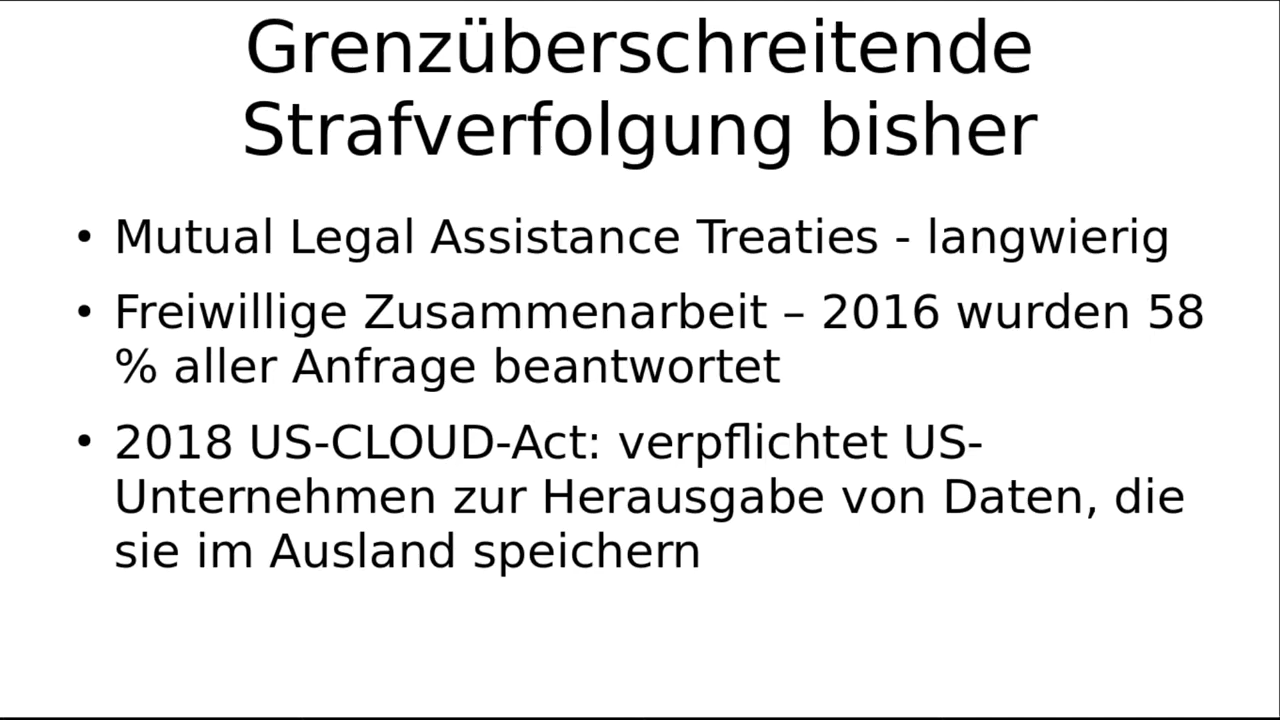 Grenzüberschreitende
Strafverfolgung bisher
• Mutual Legal Assistance Treaties - langwierig
• Freiwillige Zusammenarbeit – 2016 wurden 58
% aller Anfrage beantwortet
• 2018 US-CLOUD-Act: verpflichtet US-
Unternehmen zur Herausgabe von Daten, die
sie im Ausland speichern